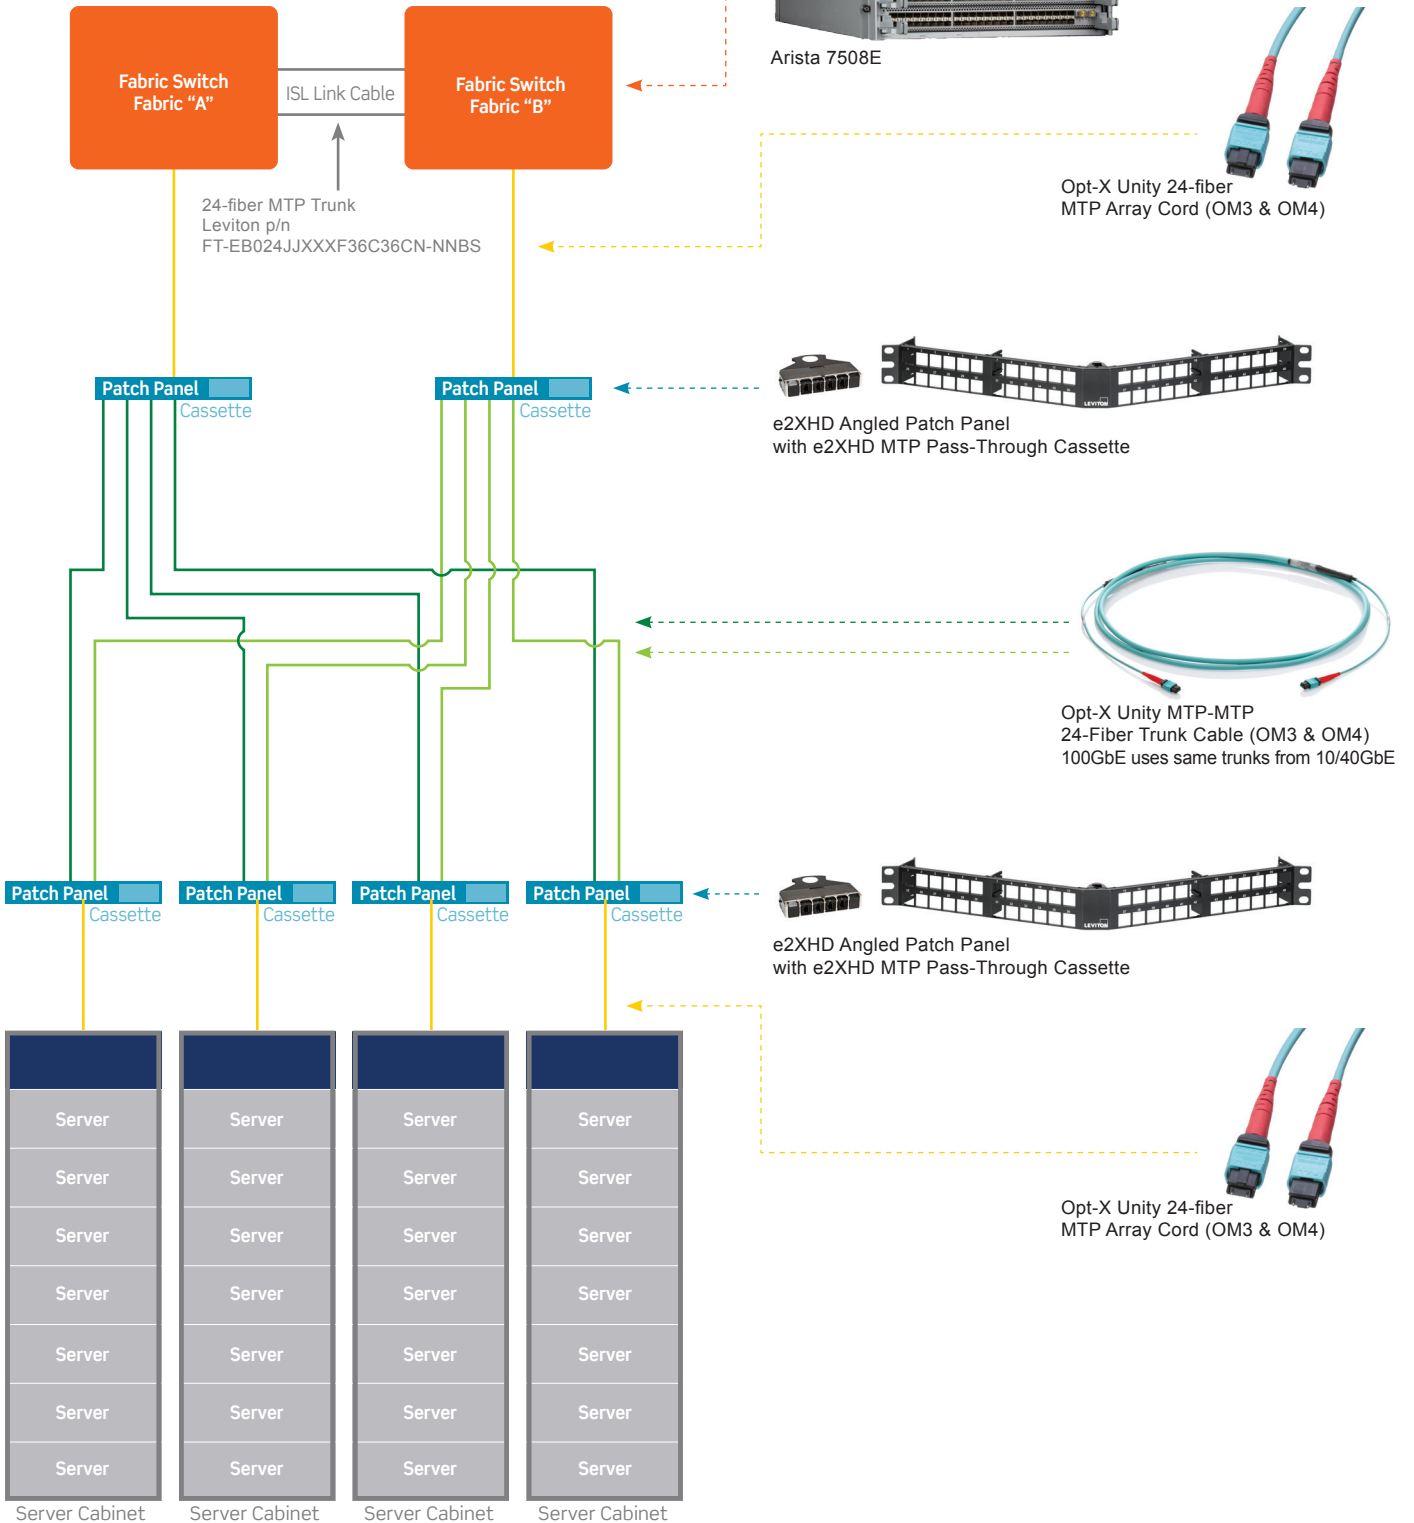 Arista 7508E
Fabric Switch
Fabric “A”
ISL Link Cable
Fabric Switch
Fabric “B”
24-fiber MTP Trunk
Leviton p/n
FT-EB024JJXXXF36C36CN-NNBS
Opt-X Unity 24-fiber
MTP Array Cord (OM3 & OM4)
Patch Panel
Cassette
Patch Panel
Cassette
LEVITON
e2XHD Angled Patch Panel
with e2XHD MTP Pass-Through Cassette
Opt-X Unity MTP-MTP
24-Fiber Trunk Cable (OM3 & OM4)
100GbE uses same trunks from 10/40GbE
Patch Panel
Cassette
Patch Panel
Cassette
Patch Panel
Cassette
Patch Panel
Cassette
LEVITON
e2XHD Angled Patch Panel
with e2XHD MTP Pass-Through Cassette
Opt-X Unity 24-fiber
MTP Array Cord (OM3 & OM4)
Server
Server
Server
Server
Server
Server
Server
Server Cabinet
Server
Server
Server
Server
Server
Server
Server
Server Cabinet
Server
Server
Server
Server
Server
Server
Server
Server Cabinet
Server
Server
Server
Server
Server
Server
Server
Server Cabinet